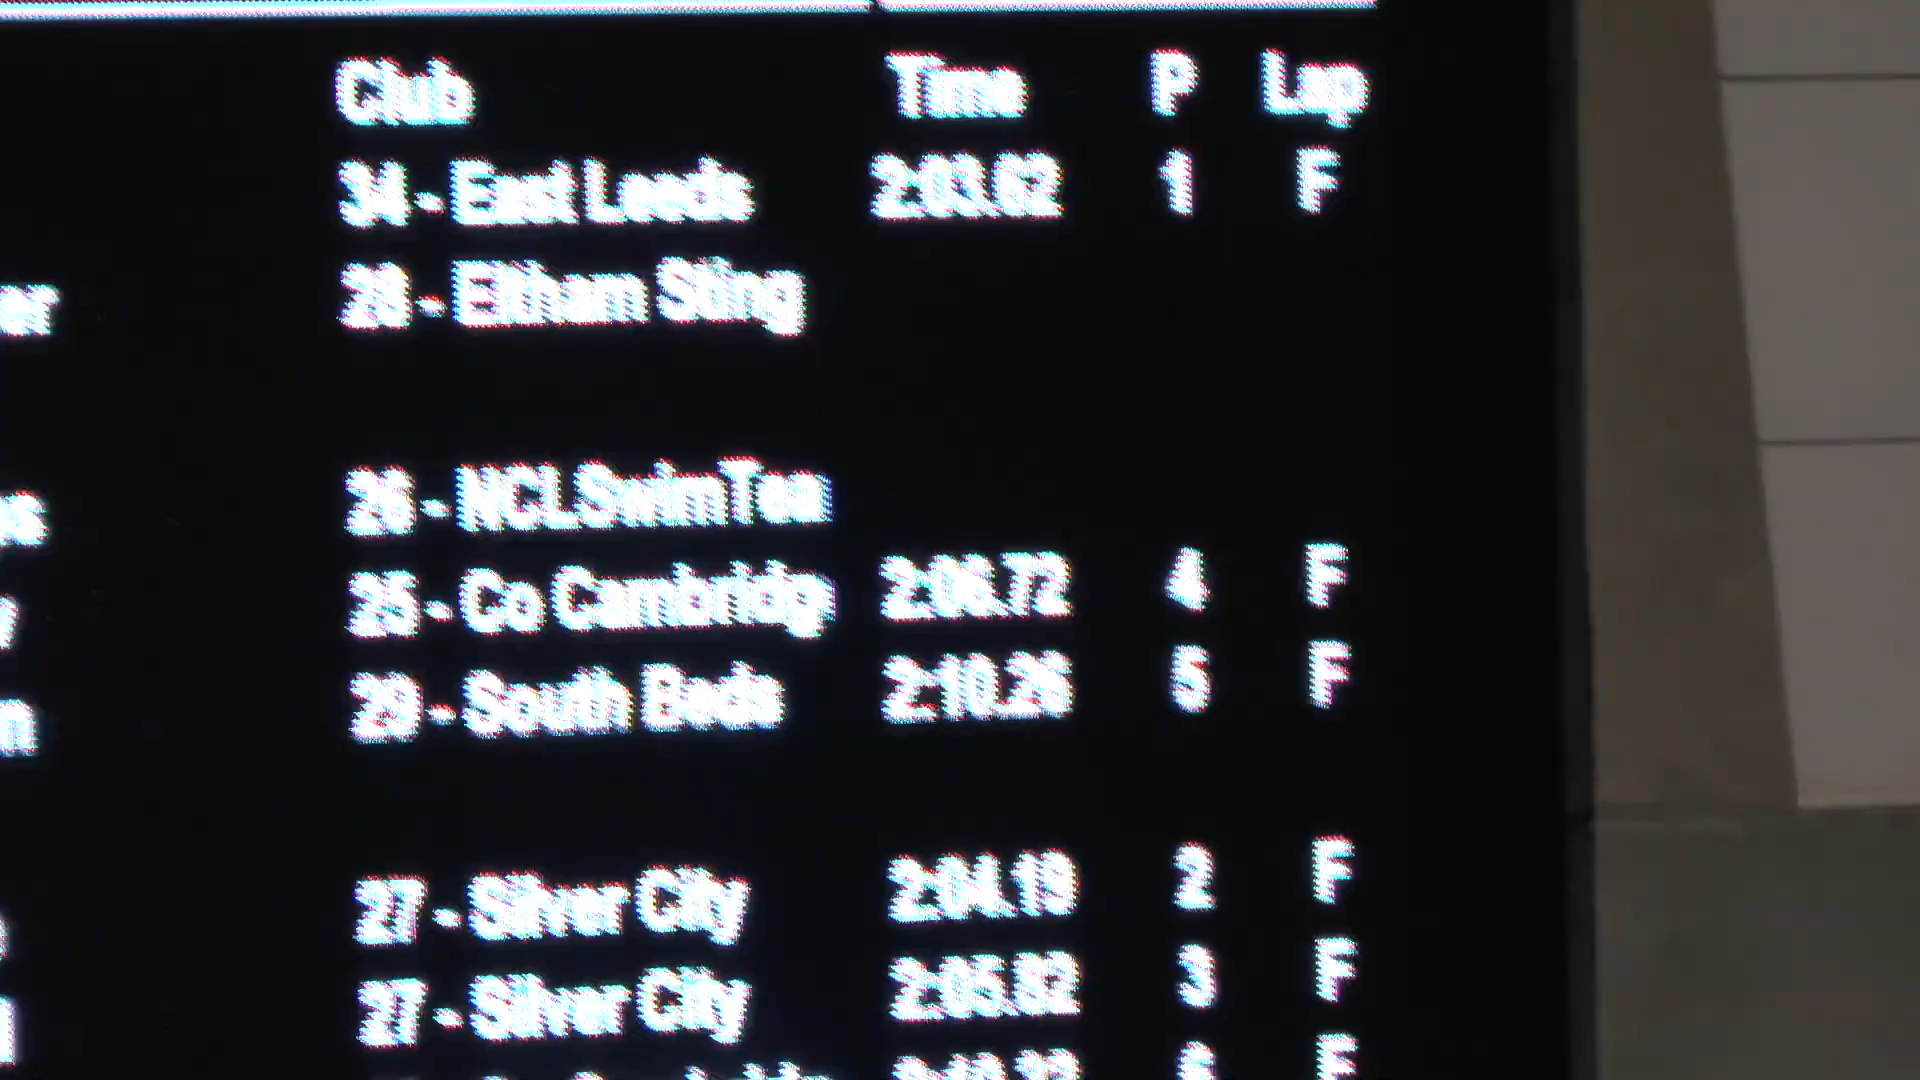 Club Time P Lap
34 - East Leeds 2:03.62 1 F
er 28 - Eltham Sting
26 - NCLSwimTea
25 - Co Cambridg 2:06.72 4 F
29 - South Beds 2:10.26 5 F
27 - Silver City 2:04.19 2 F
27 - Silver City 2:05.82 3 F
F